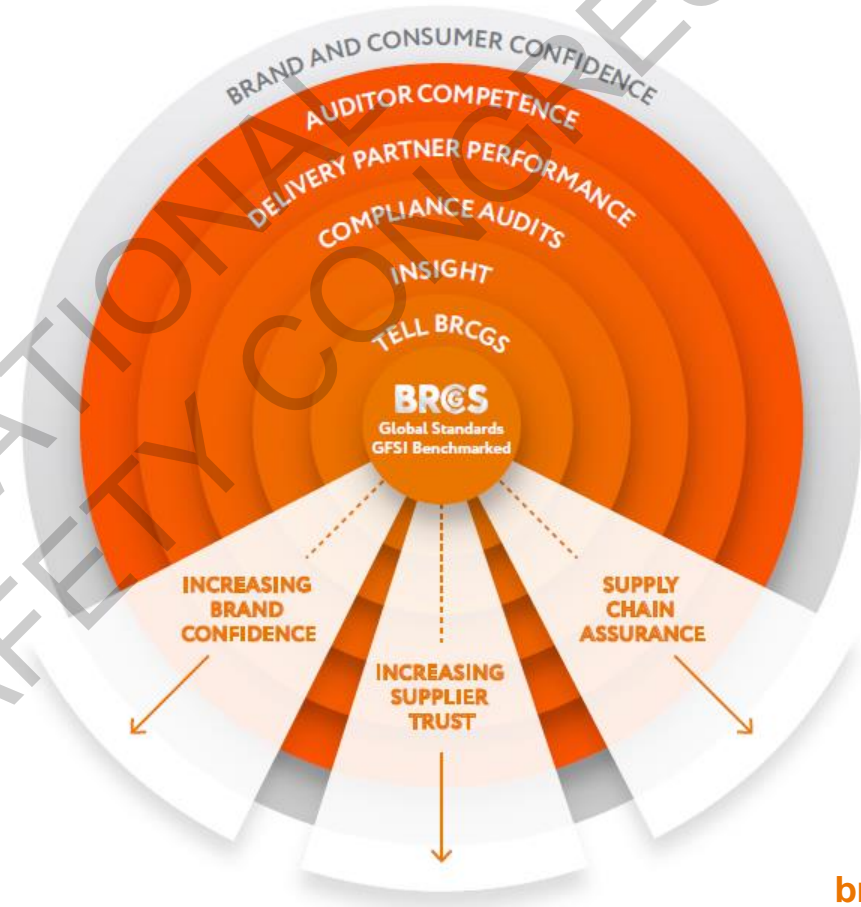 BRAND AND CONSUMER CONFIDENCE
AUDITOR COMPETENCE
DELIVERY PARTNER PERFORMANCE
COMPLIANCE AUDITS
INSIGHT
TELL BRCGS
BRCGS
Global Standards
GFSI Benchmarked
INCREASING
BRAND
CONFIDENCE
SUPPLY
CHAIN
ASSURANCE
INCREASING
SUPPLIER
TRUST